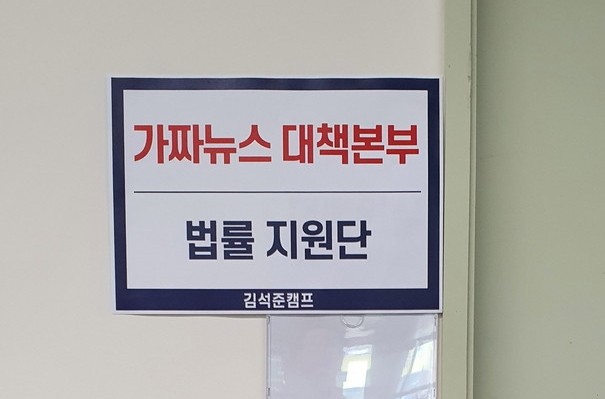 가짜뉴스 대책본부
법률 지원단
김석준캠프